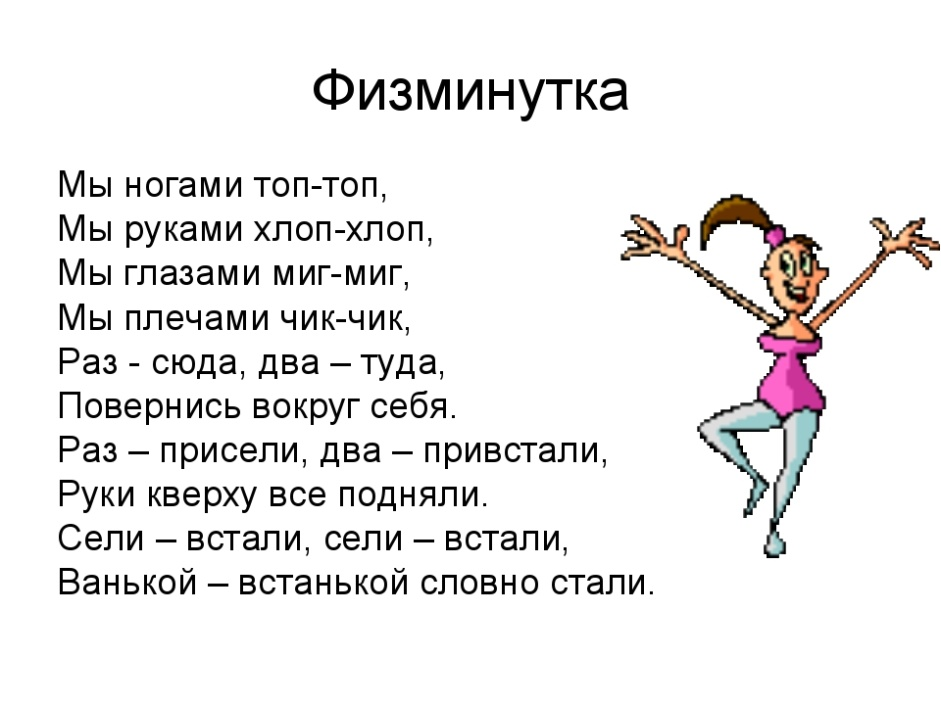 Физминутка
Мы ногами топ-топ,
Мы руками хлоп-хлоп,
Мы глазами миг-миг,
Мы плечами чик-чик,
Раз - сюда, два – туда,
Повернись вокруг себя.
Раз – присели, два – привстали,
Руки кверху все подняли.
Сели – встали, сели – встали,
Ванькой – встанькой словно стали.